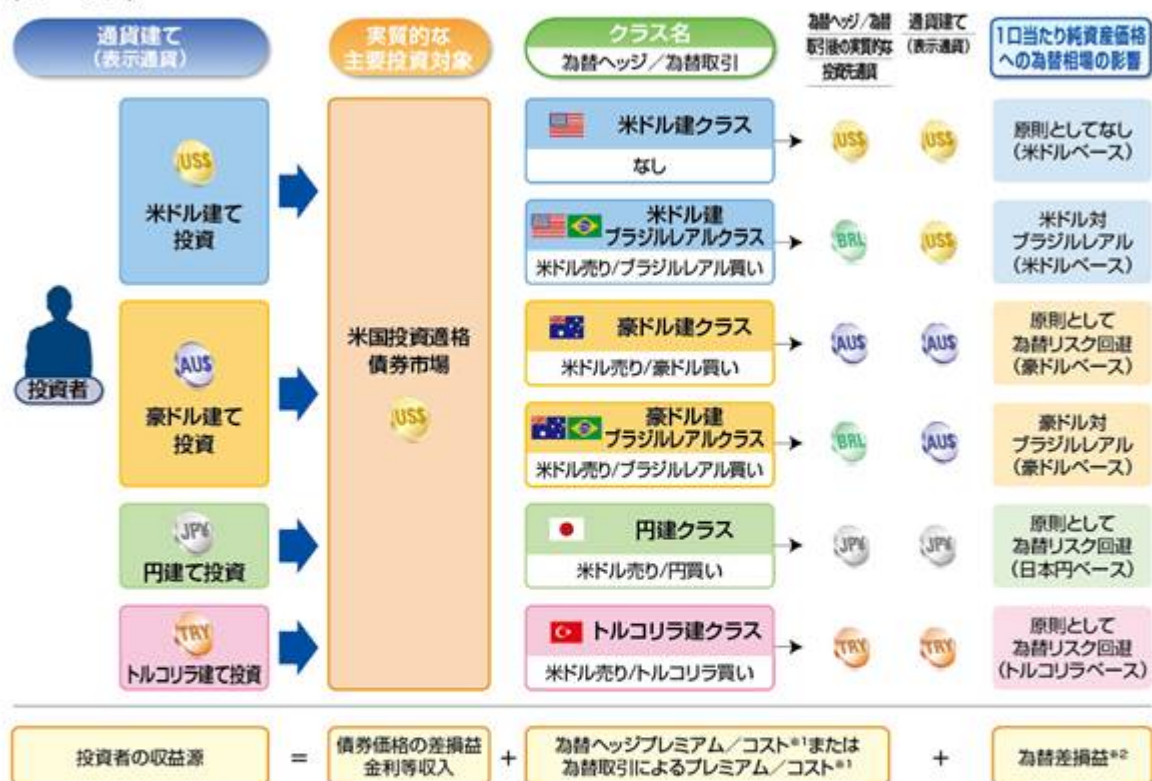 通貨建て
(表示通貨)
実質的な
主要投資対象
クラス名
為替ヘッジ/為替取引
為替ヘッジ/為替
取引後の実質的な
投資先通貨
通貨建て
(表示通貨)
1口当たり純資産価格
への為替相場の影響
投資者
US$
米ドル建て
投資
AU$
豪ドル建て
投資
JP¥
円建て投資
TRY
トルコリラ建て投資
米国投資適格
債券市場
US$
米ドル建クラス
なし
US$
US$
原則としてなし
(米ドルベース)
米ドル建
ブラジルレアルクラス
米ドル売り/ブラジルレアル買い
BRL
US$
米ドル対
ブラジルレアル
(米ドルベース)
豪ドル建クラス
米ドル売り/豪ドル買い
AU$
AU$
原則として
為替リスク回避
(豪ドルベース)
豪ドル建
ブラジルレアルクラス
米ドル売り/ブラジルレアル買い
BRL
AU$
豪ドル対
ブラジルレアル
(豪ドルベース)
円建クラス
米ドル売り/円買い
JP¥
JP¥
原則として
為替リスク回避
(日本円ベース)
トルコリラ建クラス
米ドル売り/トルコリラ買い
TRY
TRY
原則として
為替リスク回避
(トルコリラベース)
投資者の収益源
=
債券価格の差損益
金利等収入
+
為替ヘッジプレミアム/コスト※1または
為替取引によるプレミアム/コスト※1
+
為替差損益※2